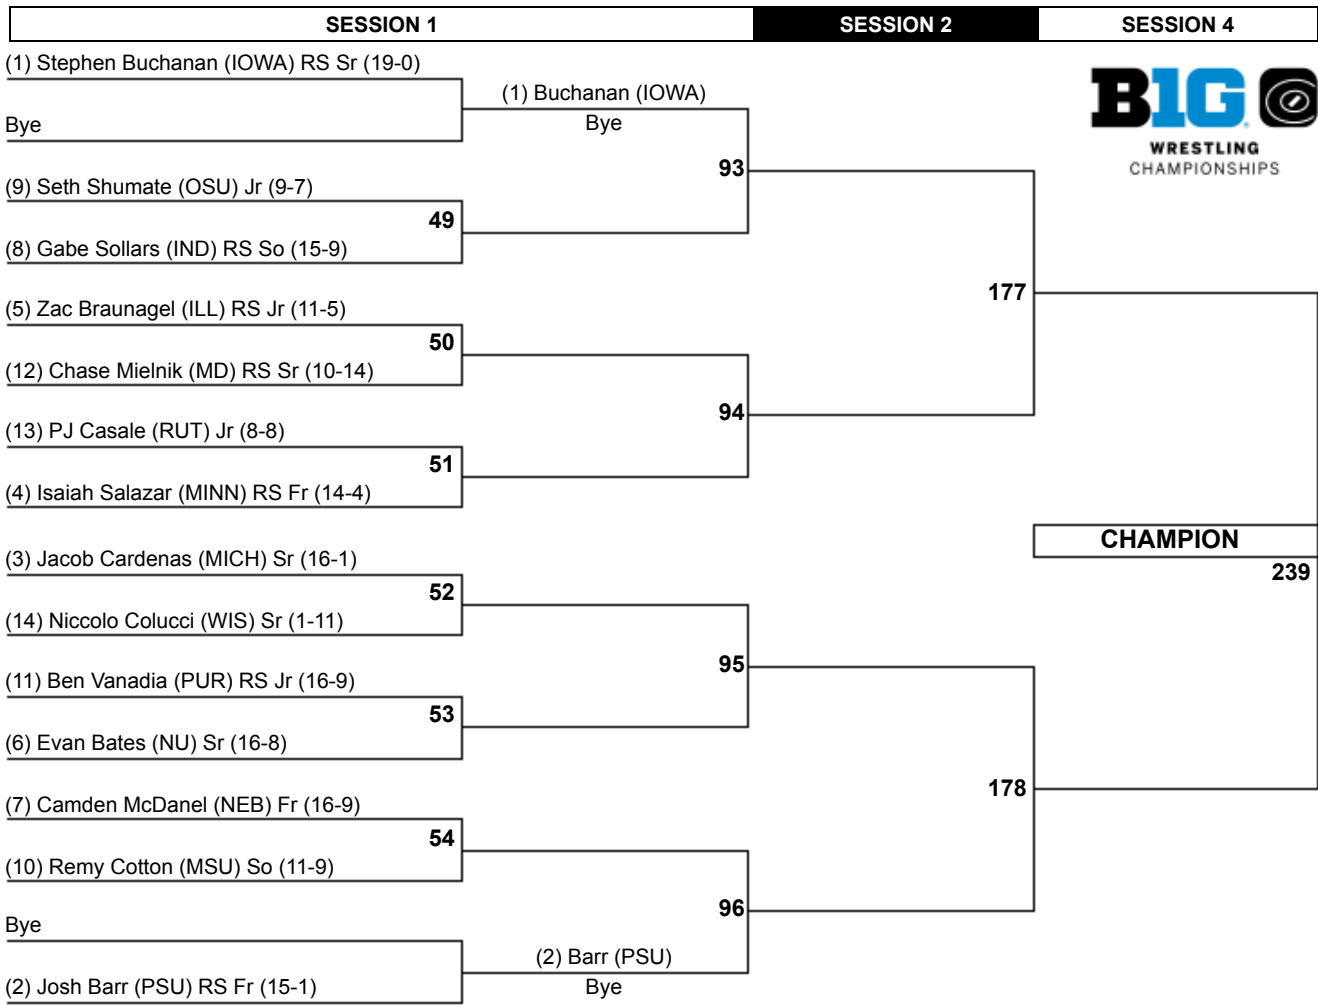 SESSION 1 SESSION 2 SESSION 4
(1) Stephen Buchanan (IOWA) RS Sr (19-0)
(1) Buchanan (IOWA)
Bye
Bye
B1G
WRESTLING
CHAMPIONSHIPS
93
(9) Seth Shumate (OSU) Jr (9-7)
49
(8) Gabe Sollars (IND) RS So (15-9)
177
(5) Zac Braunagel (ILL) RS Jr (11-5)
50
(12) Chase Mielnik (MD) RS Sr (10-14)
94
(13) PJ Casale (RUT) Jr (8-8)
51
(4) Isaiah Salazar (MINN) RS Fr (14-4)
CHAMPION
239
(3) Jacob Cardenas (MICH) Sr (16-1)
52
(14) Niccolo Colucci (WIS) Sr (1-11)
95
(11) Ben Vanadia (PUR) RS Jr (16-9)
53
(6) Evan Bates (NU) Sr (16-8)
178
(7) Camden McDanel (NEB) Fr (16-9)
54
(10) Remy Cotton (MSU) So (11-9)
96
Bye
(2) Barr (PSU)
Bye
(2) Josh Barr (PSU) RS Fr (15-1)